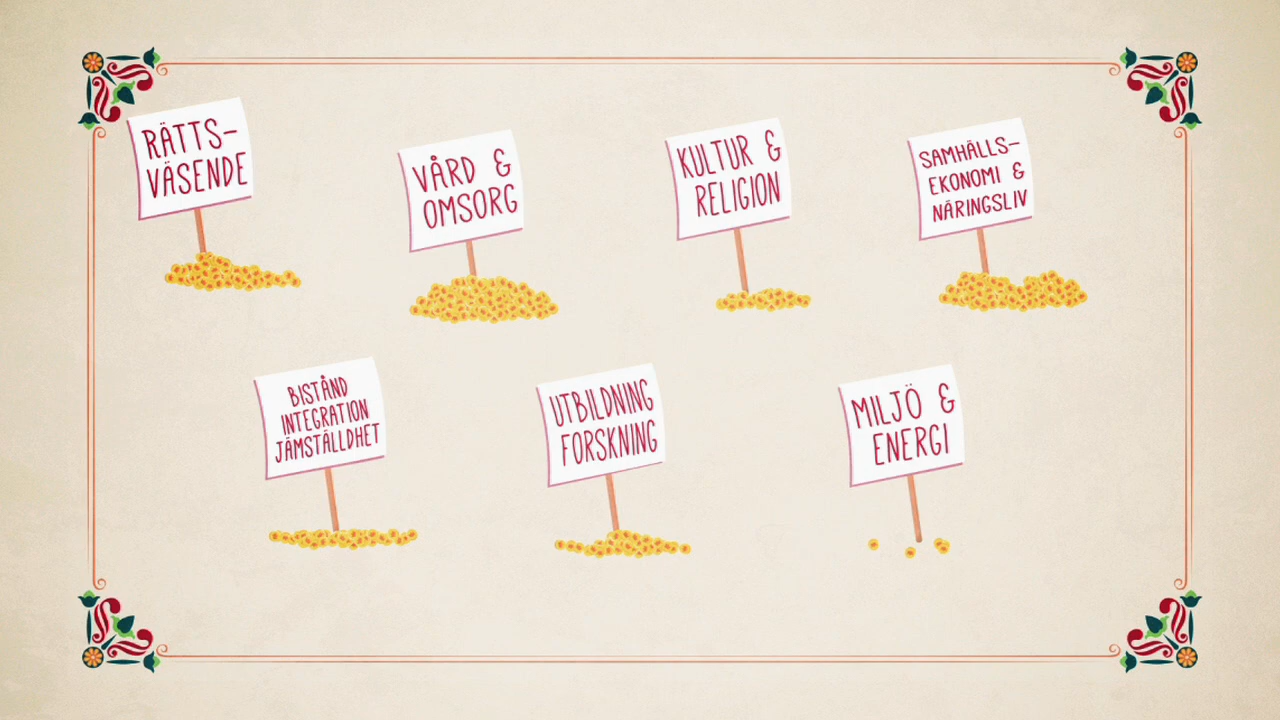 RÄTTS-
VÄSENDE
VÅRD &
OMSORG
KULTUR &
RELIGION
SAMHÄLLS-
EKONOMI &
NÄRINGSLIV
BISTÅND
INTEGRATION
JÄMSTÄLLDHET
UTBILDNING
FORSKNING
MILJÖ &
ENERGI